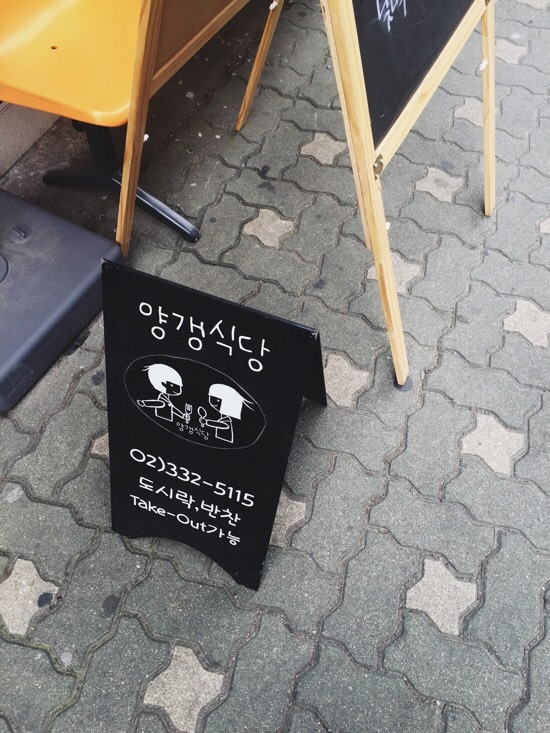 양갱식당
양갱식당
02)332-5115
도시락,반찬
Take-Out가능